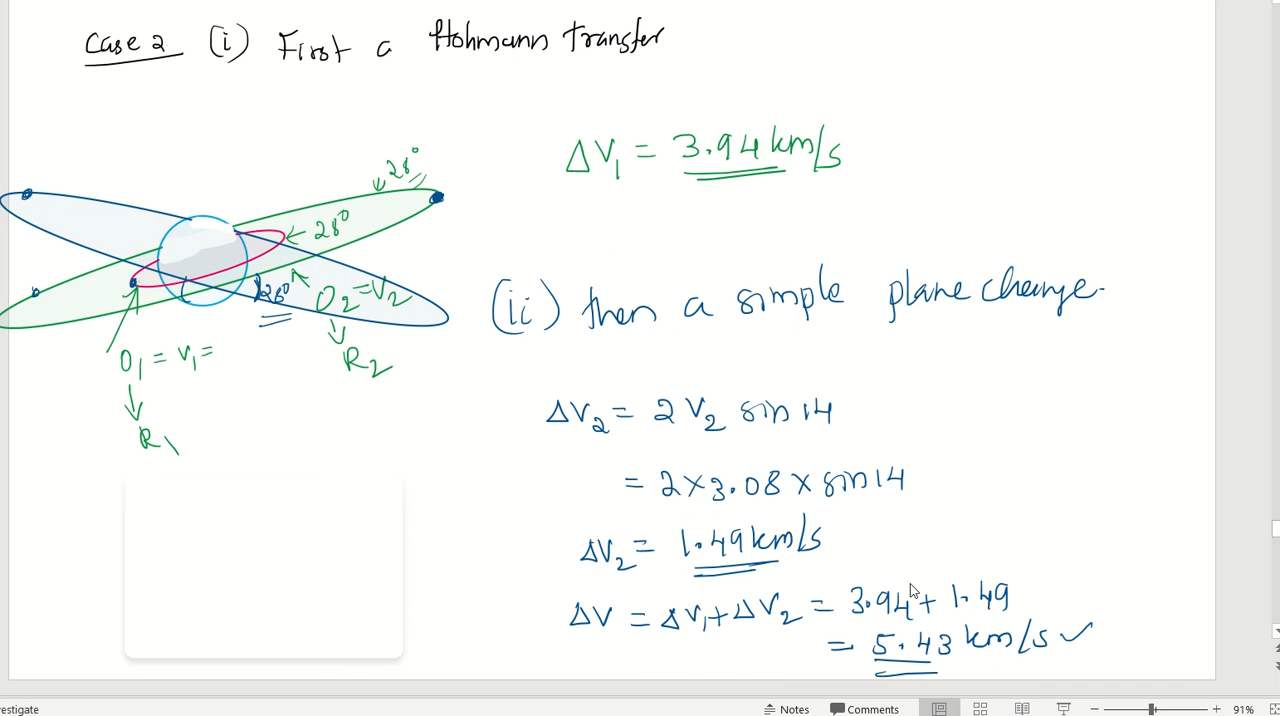 Case 2 (i) First a Hohmann transfer
ΔV₁ = 3.94 km/s
28°
← 28°
28°
O₂ = V₂
R₂
O₁ = V₁ =
R₁
(ii) then a simple plane change.
ΔV₂ = 2 V₂ sin 14
= 2 × 3.08 × sin 14
ΔV₂ = 1.49 km/s
ΔV = ΔV₁ + ΔV₂ = 3.94 + 1.49
= 5.43 km/s ✓
estigate
Notes
Comments
91%